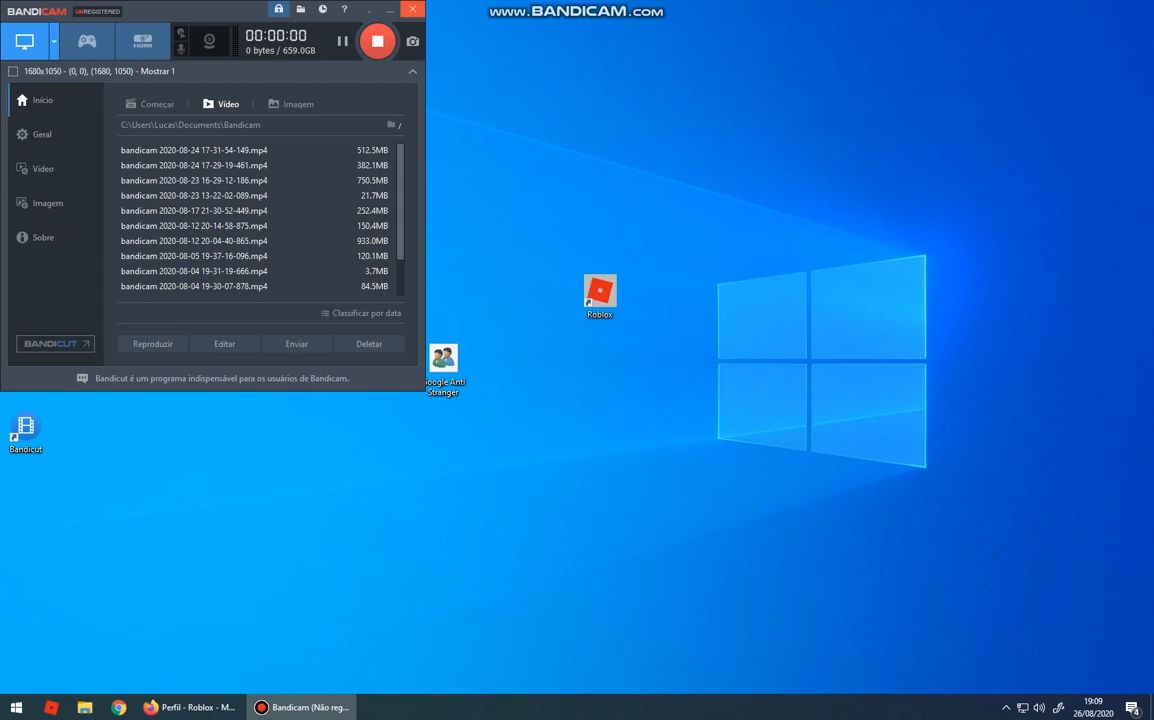 BANDICAM UNREGISTERED
www.BANDICAM.com
HDMI
00:00:00
0 bytes / 659.0GB
1680x1050 - (0, 0), (1680, 1050) - Mostrar 1
Início
Geral
Vídeo
Imagem
Sobre
BANDICUT
Começar
Vídeo
Imagem
C:\Users\Lucas\Documents\Bandicam
bandicam 2020-08-24 17-31-54-149.mp4 512.5MB
bandicam 2020-08-24 17-29-19-461.mp4 382.1MB
bandicam 2020-08-23 16-29-12-186.mp4 750.5MB
bandicam 2020-08-23 13-22-02-089.mp4 21.7MB
bandicam 2020-08-17 21-30-52-449.mp4 252.4MB
bandicam 2020-08-12 20-14-58-875.mp4 150.4MB
bandicam 2020-08-12 20-04-40-865.mp4 933.0MB
bandicam 2020-08-05 19-37-16-096.mp4 120.1MB
bandicam 2020-08-04 19-31-19-666.mp4 3.7MB
bandicam 2020-08-04 19-30-07-878.mp4 84.5MB
Classificar por data
Reproduzir Editar Enviar Deletar
Bandicut é um programa indispensável para os usuários de Bandicam.
Roblox
oogle Anti
Stranger
Bandicut
Perfil - Roblox - M...
Bandicam (Não reg...
19:09
26/08/2020
4